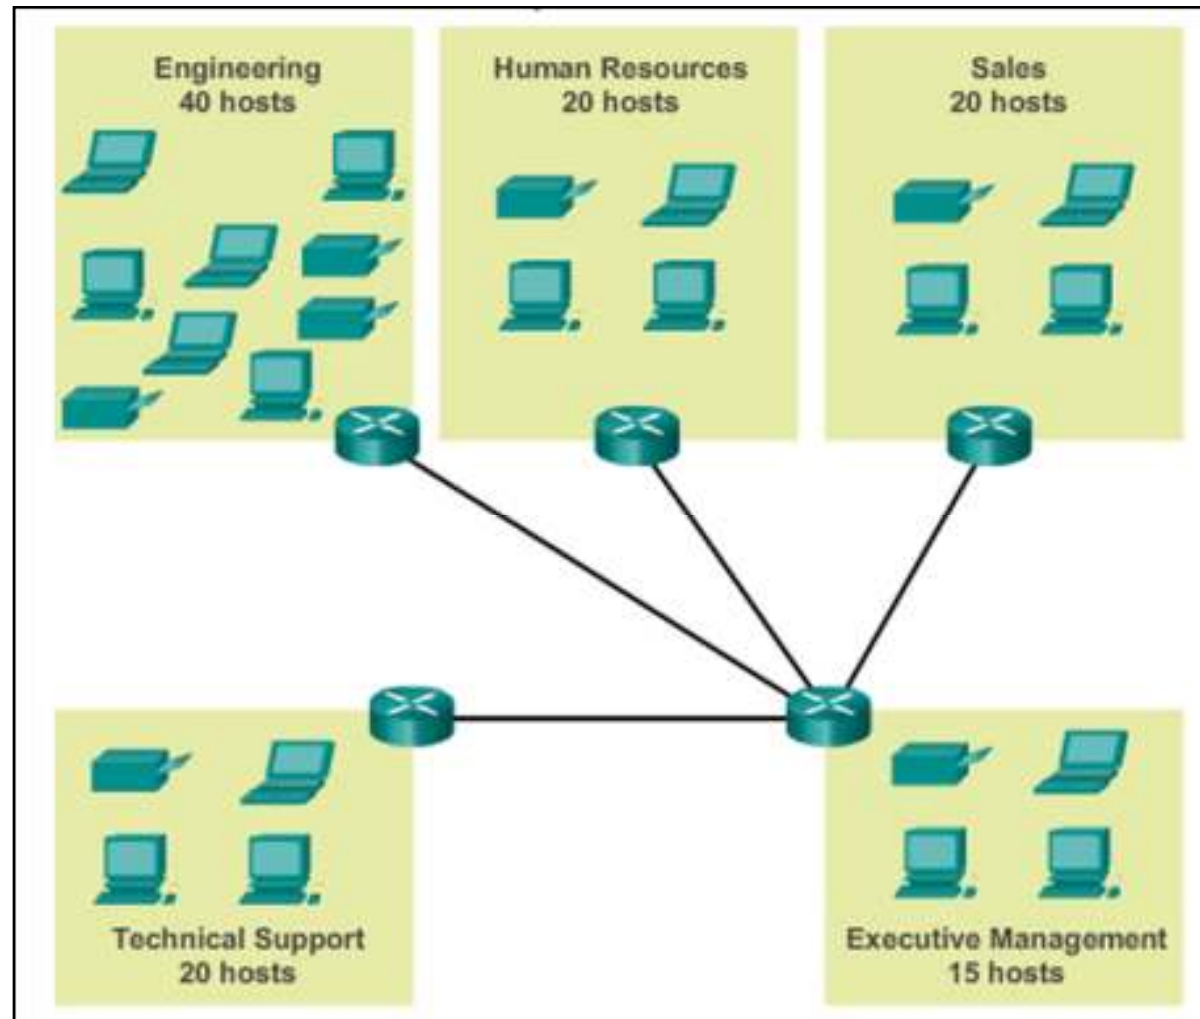 Engineering
40 hosts
Human Resources
20 hosts
Sales
20 hosts
Technical Support
20 hosts
Executive Management
15 hosts